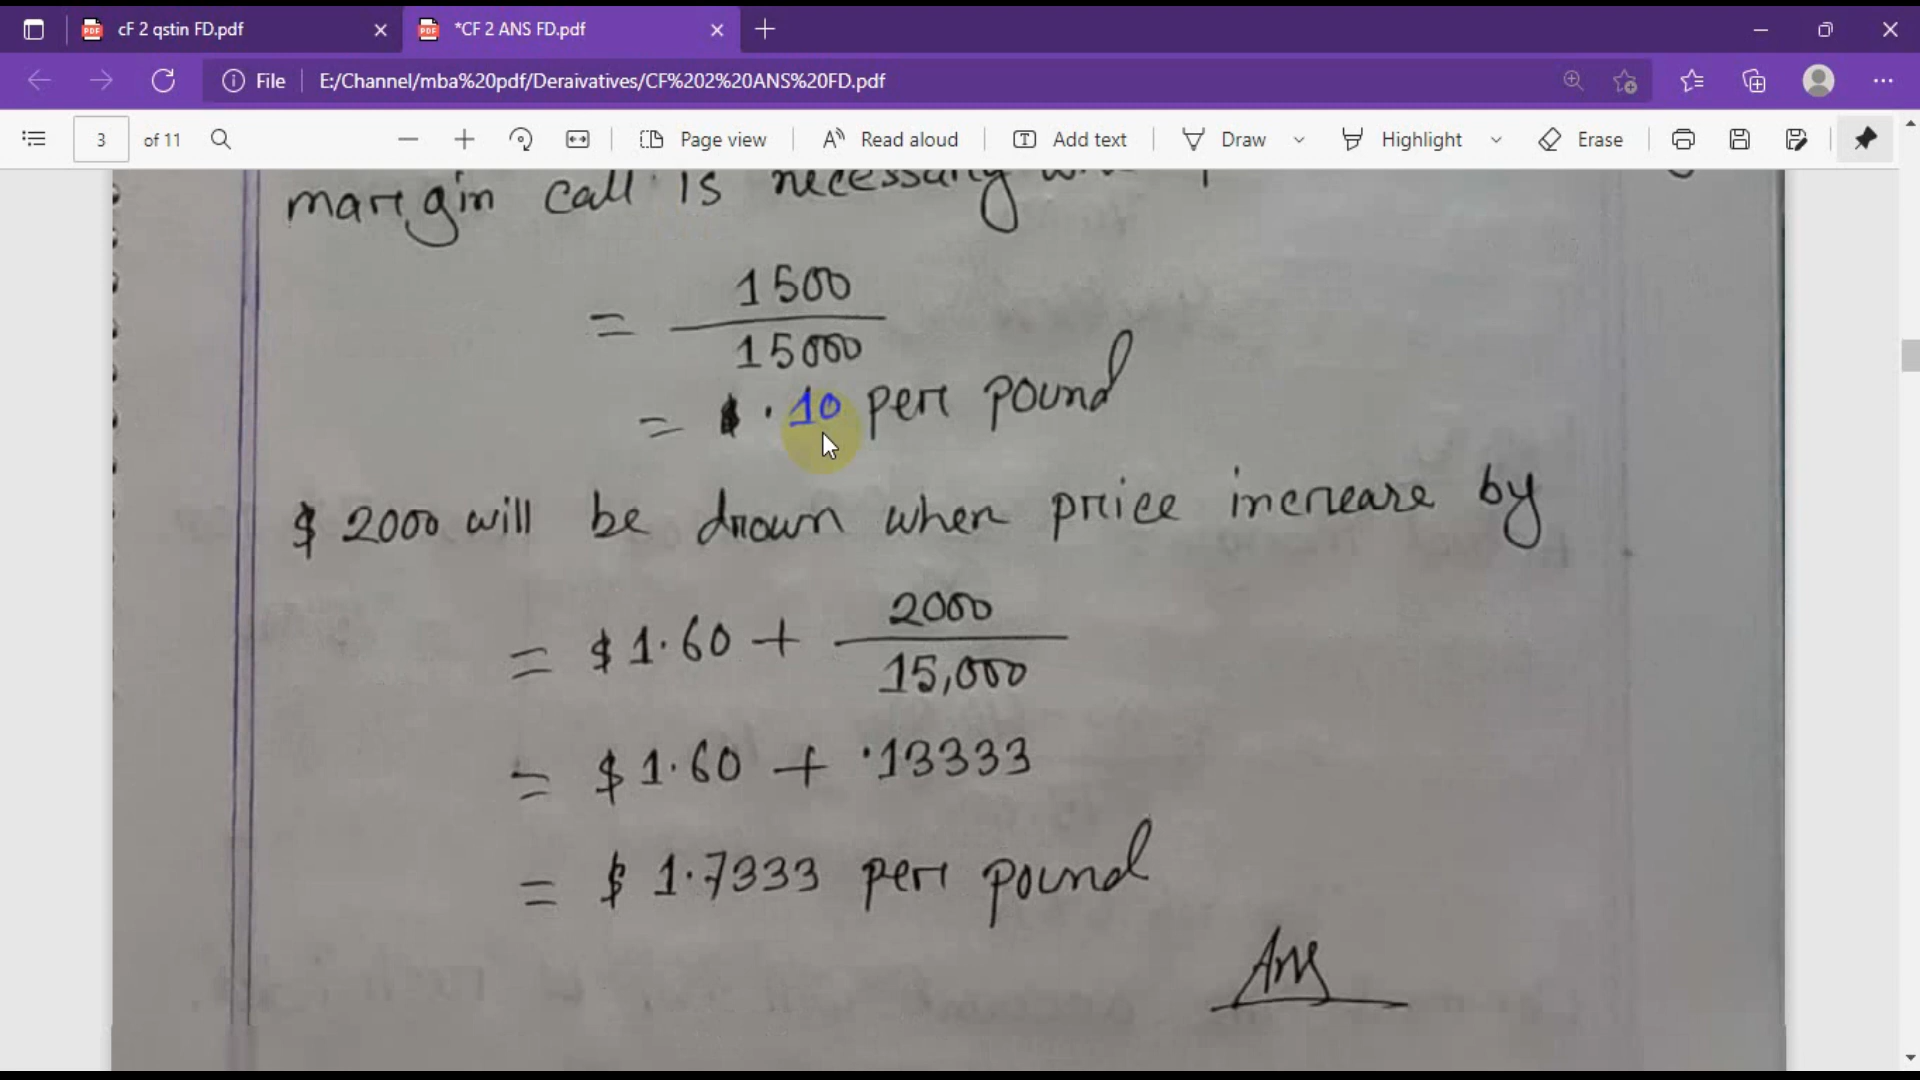 cF 2 qstin FD.pdf
*CF 2 ANS FD.pdf
File
E:/Channel/mba%20pdf/Deraivatives/CF%202%20ANS%20FD.pdf
3 of 11
Page view
Read aloud
Add text
Draw
Highlight
Erase
margin call is necessary
= 1500
15000
= $ .10 per pound
$ 2000 will be drown when price increase by
= $ 1.60 + 2000
15,000
= $ 1.60 + .13333
= $ 1.7333 per pound
Ans